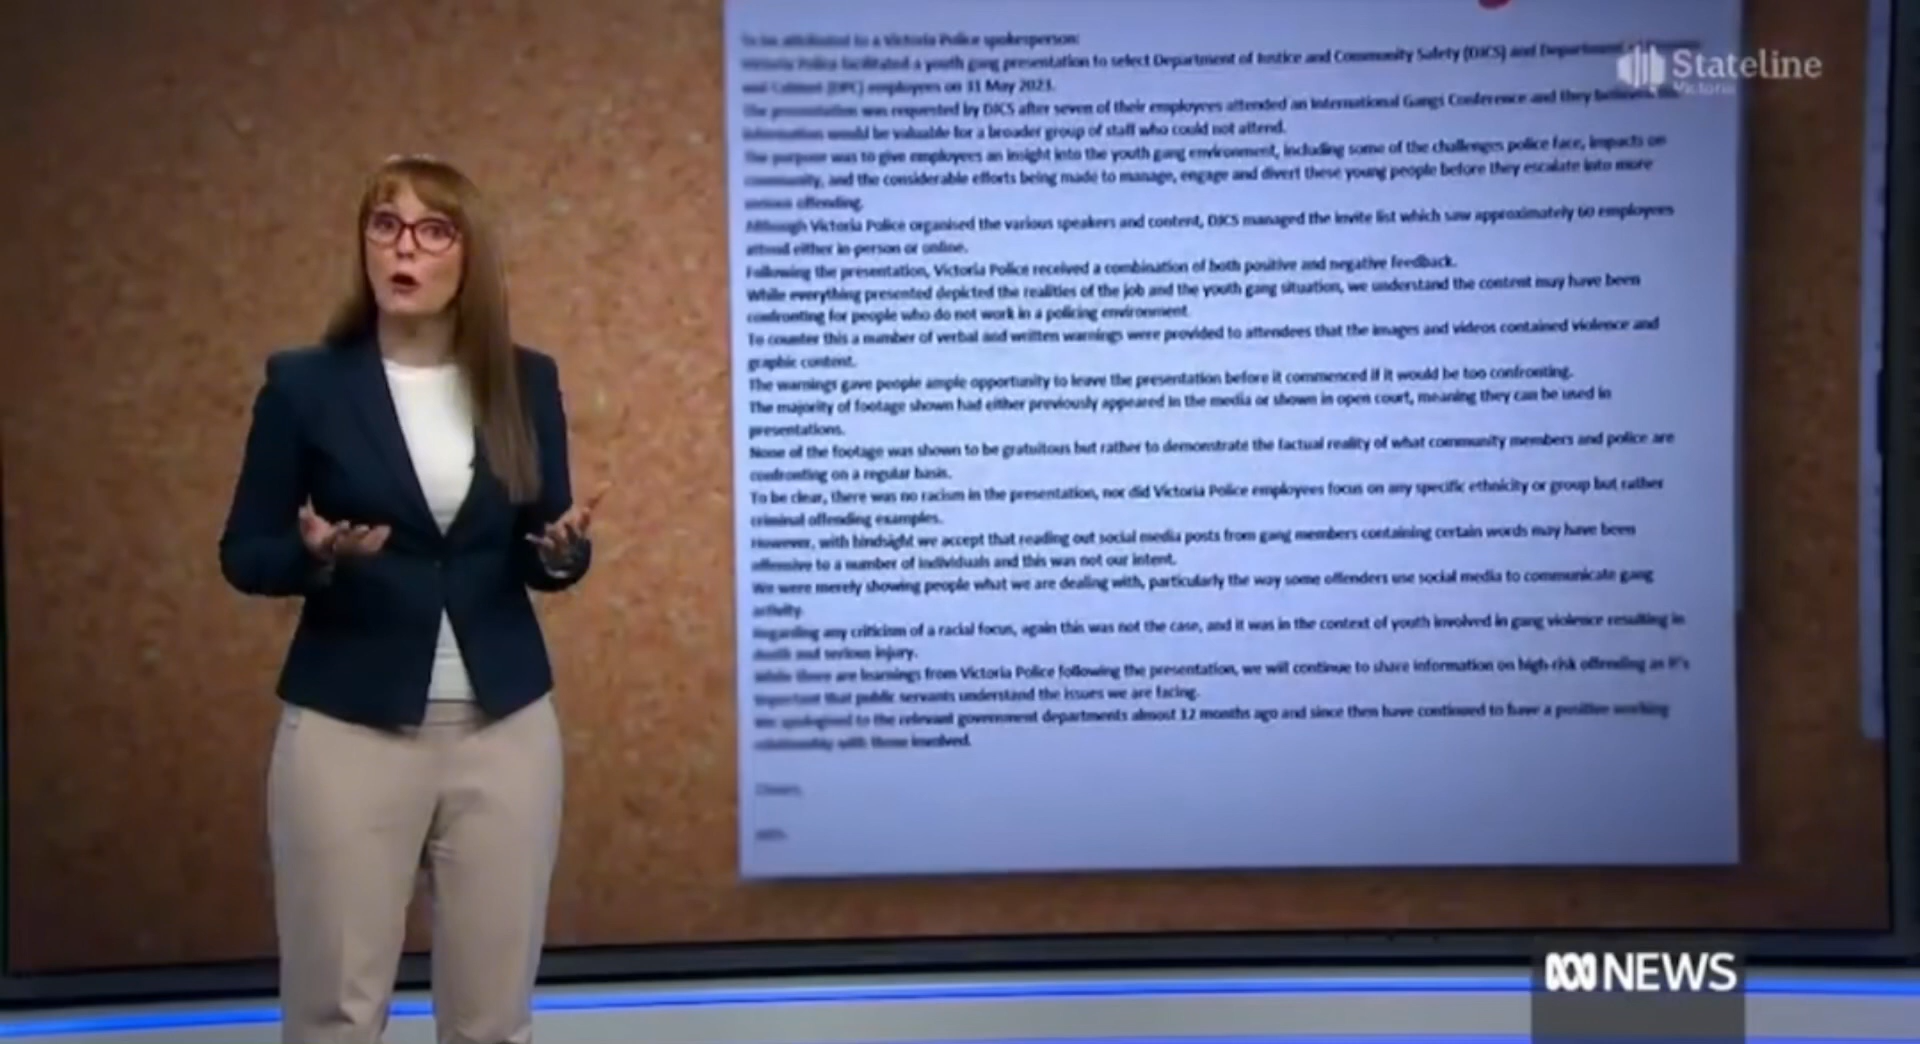 To be attributed to a Victoria Police spokesperson:
Victoria Police facilitated a youth gang presentation to select Department of Justice and Community Safety (DJCS) and Department of
and Cabinet (DPC) employees on 31 May 2023.
The presentation was requested by DJCS after seven of their employees attended an International Gangs Conference and they believed the
information would be valuable for a broader group of staff who could not attend.
The purpose was to give employees an insight into the youth gang environment, including some of the challenges police face, impacts on
community, and the considerable efforts being made to manage, engage and divert these young people before they escalate into more
serious offending.
Although Victoria Police organised the various speakers and content, DJCS managed the invite list which saw approximately 60 employees
attend either in-person or online.
Following the presentation, Victoria Police received a combination of both positive and negative feedback.
While everything presented depicted the realities of the job and the youth gang situation, we understand the content may have been
confronting for people who do not work in a policing environment.
To counter this a number of verbal and written warnings were provided to attendees that the images and videos contained violence and
graphic content.
The warnings gave people ample opportunity to leave the presentation before it commenced if it would be too confronting.
The majority of footage shown had either previously appeared in the media or shown in open court, meaning they can be used in
presentations.
None of the footage was shown to be gratuitous but rather to demonstrate the factual reality of what community members and police are
confronting on a regular basis.
To be clear, there was no racism in the presentation, nor did Victoria Police employees focus on any specific ethnicity or group but rather
criminal offending examples.
However, with hindsight we accept that reading out social media posts from gang members containing certain words may have been
offensive to a number of individuals and this was not our intent.
We were merely showing people what we are dealing with, particularly the way some offenders use social media to communicate gang
activity.
Regarding any criticism of a racial focus, again this was not the case, and it was in the context of youth involved in gang violence resulting in
death and serious injury.
While there are learnings from Victoria Police following the presentation, we will continue to share information on high-risk offending as it's
important that public servants understand the issues we are facing.
We apologised to the relevant government departments almost 12 months ago and since then have continued to have a positive working
relationship with those involved.
Stateline
Victoria
ABC NEWS